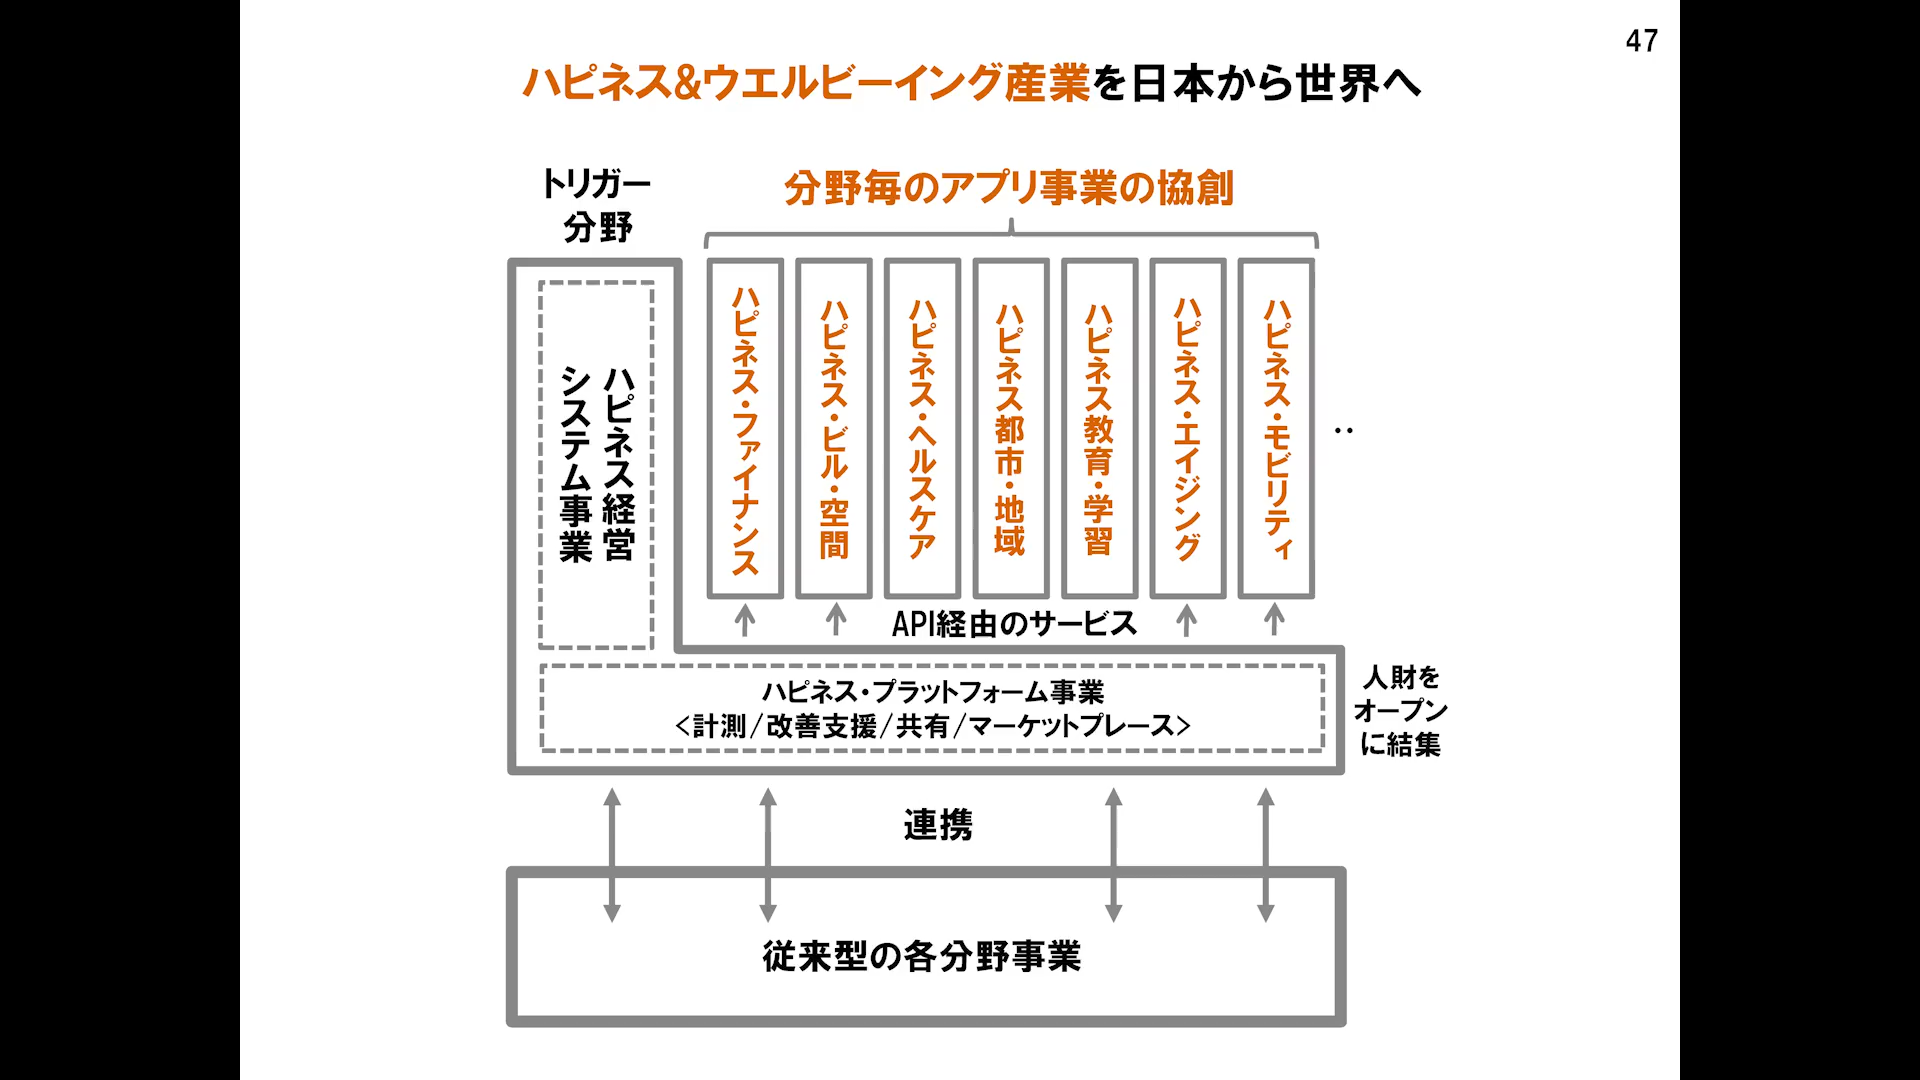 47
ハピネス&ウエルビーイング産業を日本から世界へ
トリガー
分野
分野毎のアプリ事業の協創
ハピネス経営
システム事業
ハピネス・ファイナンス
ハピネス・ビル・空間
ハピネス・ヘルスケア
ハピネス都市・地域
ハピネス教育・学習
ハピネス・エイジング
ハピネス・モビリティ
‥
API経由のサービス
ハピネス・プラットフォーム事業
<計測/改善支援/共有/マーケットプレース>
人財を
オープン
に結集
連携
従来型の各分野事業